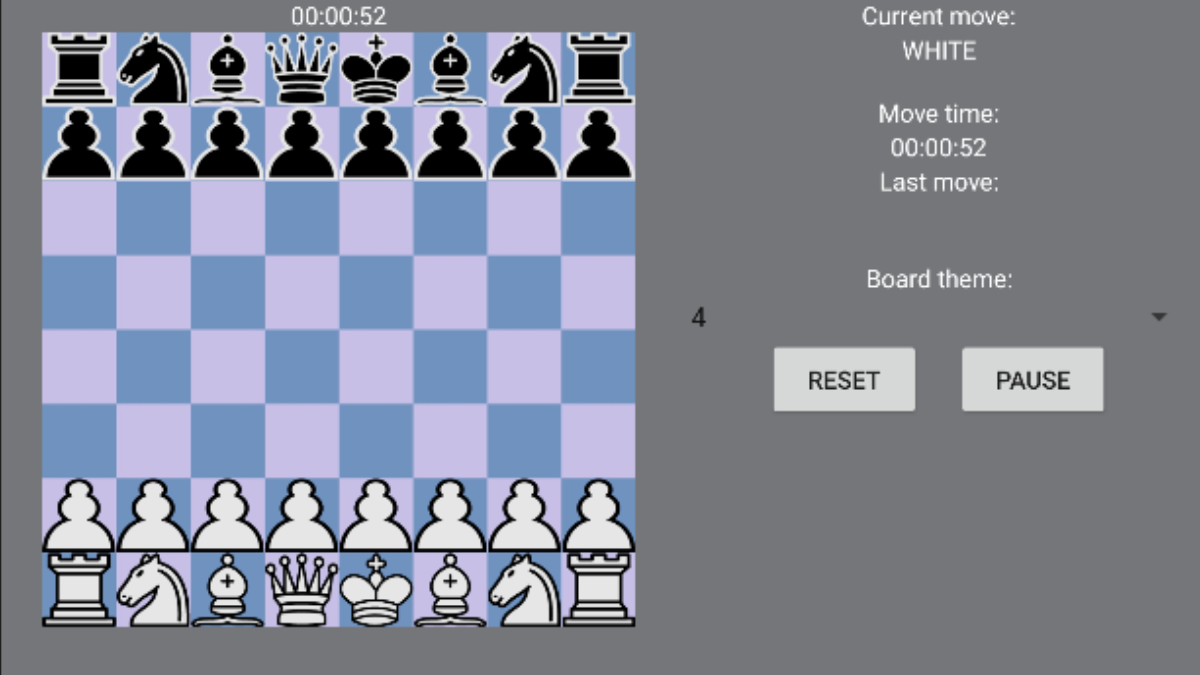 00:00:52
Current move:
WHITE
Move time:
00:00:52
Last move:
Board theme:
4
RESET
PAUSE